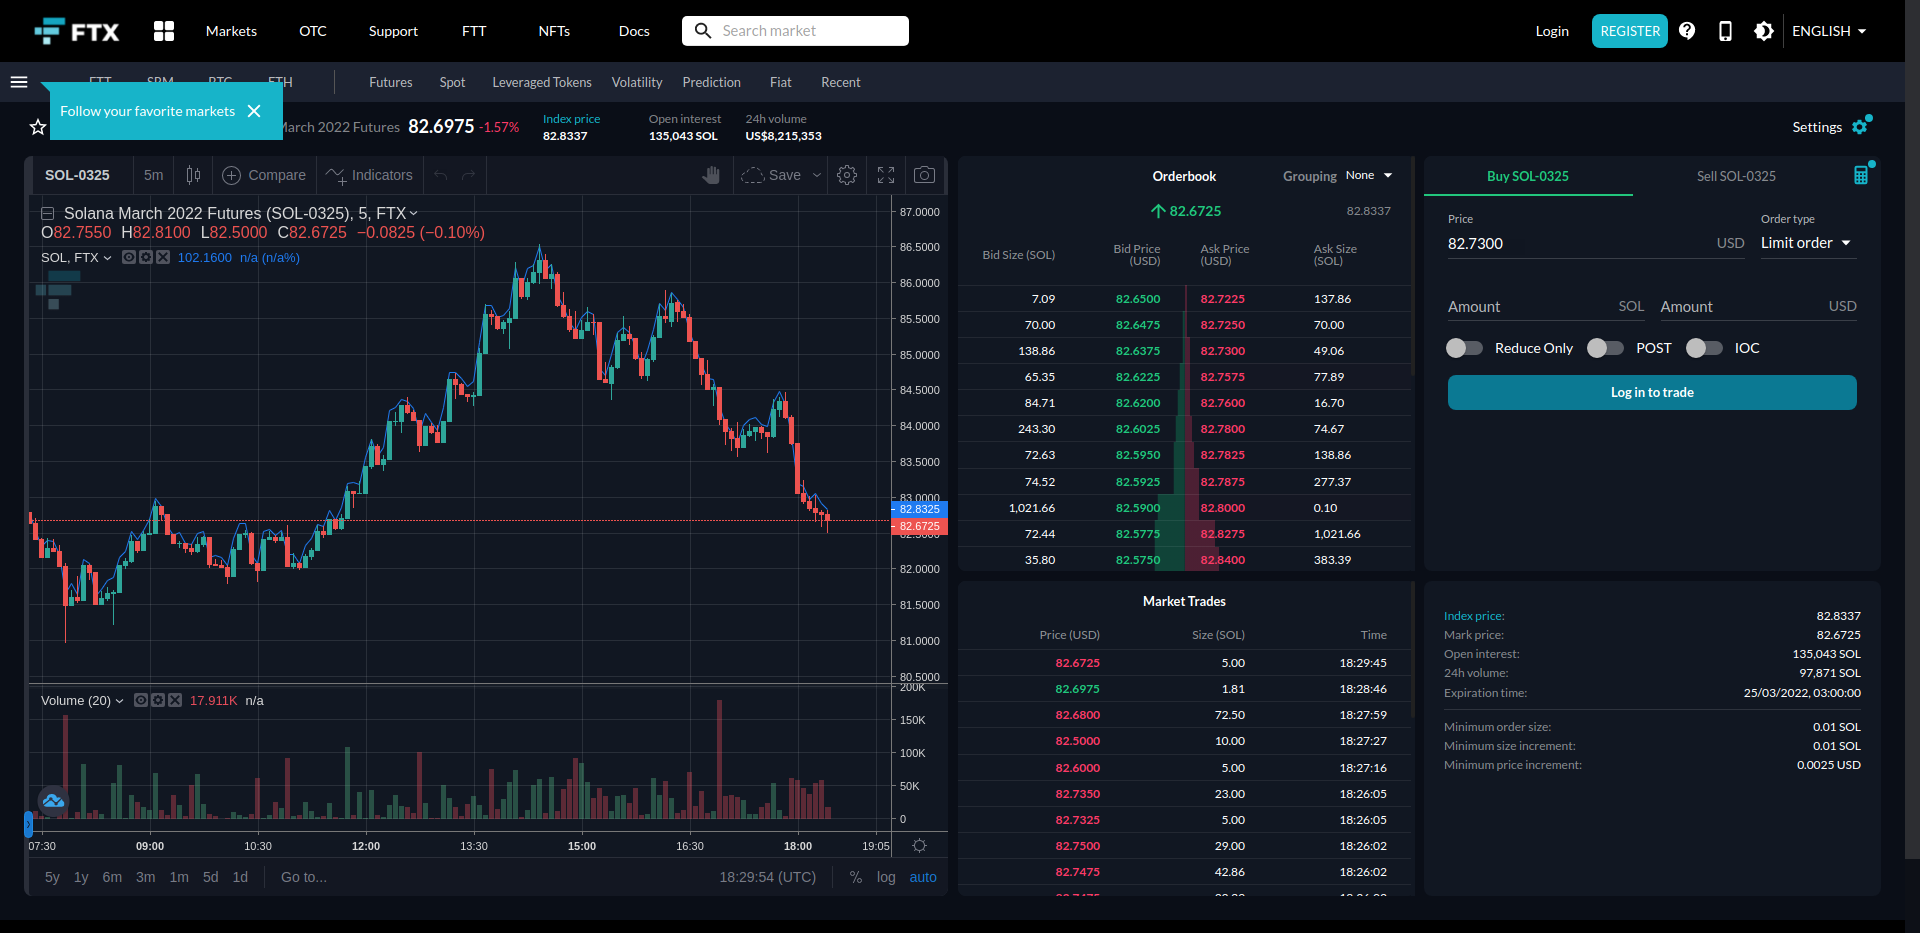 FTX Markets OTC Support FTT NFTs Docs Search market Login REGISTER ENGLISH
FTT SRM BTC ETH Futures Spot Leveraged Tokens Volatility Prediction Fiat Recent
Follow your favorite markets
March 2022 Futures 82.6975 -1.57%
Index price
82.8337
Open interest
135,043 SOL
24h volume
US$8,215,353
Settings
SOL-0325 5m Compare Indicators Save
Solana March 2022 Futures (SOL-0325), 5, FTX
O82.7550 H82.8100 L82.5000 C82.6725 −0.0825 (−0.10%)
SOL, FTX 102.1600 n/a (n/a%)
87.0000
86.5000
86.0000
85.5000
85.0000
84.5000
84.0000
83.5000
83.0000
82.8325
82.6725
82.5000
82.0000
81.5000
81.0000
80.5000
Volume (20) 17.911K n/a
200K
150K
100K
50K
0
07:30 09:00 10:30 12:00 13:30 15:00 16:30 18:00 19:05
5y 1y 6m 3m 1m 5d 1d Go to... 18:29:54 (UTC) % log auto
Orderbook Grouping None
82.6725 82.8337
Bid Size (SOL) Bid Price (USD) Ask Price (USD) Ask Size (SOL)
7.09 82.6500 82.7225 137.86
70.00 82.6475 82.7250 70.00
138.86 82.6375 82.7300 49.06
65.35 82.6225 82.7575 77.89
84.71 82.6200 82.7600 16.70
243.30 82.6025 82.7800 74.67
72.63 82.5950 82.7825 138.86
74.52 82.5925 82.7875 277.37
1,021.66 82.5900 82.8000 0.10
72.44 82.5775 82.8275 1,021.66
35.80 82.5750 82.8400 383.39
Market Trades
Price (USD) Size (SOL) Time
82.6725 5.00 18:29:45
82.6975 1.81 18:28:46
82.6800 72.50 18:27:59
82.5000 10.00 18:27:27
82.6000 5.00 18:27:16
82.7350 23.00 18:26:05
82.7325 5.00 18:26:05
82.7500 29.00 18:26:02
82.7475 42.86 18:26:02
Buy SOL-0325 Sell SOL-0325
Price Order type
82.7300 USD Limit order
Amount SOL Amount USD
Reduce Only POST IOC
Log in to trade
Index price: 82.8337
Mark price: 82.6725
Open interest: 135,043 SOL
24h volume: 97,871 SOL
Expiration time: 25/03/2022, 03:00:00
Minimum order size: 0.01 SOL
Minimum size increment: 0.01 SOL
Minimum price increment: 0.0025 USD